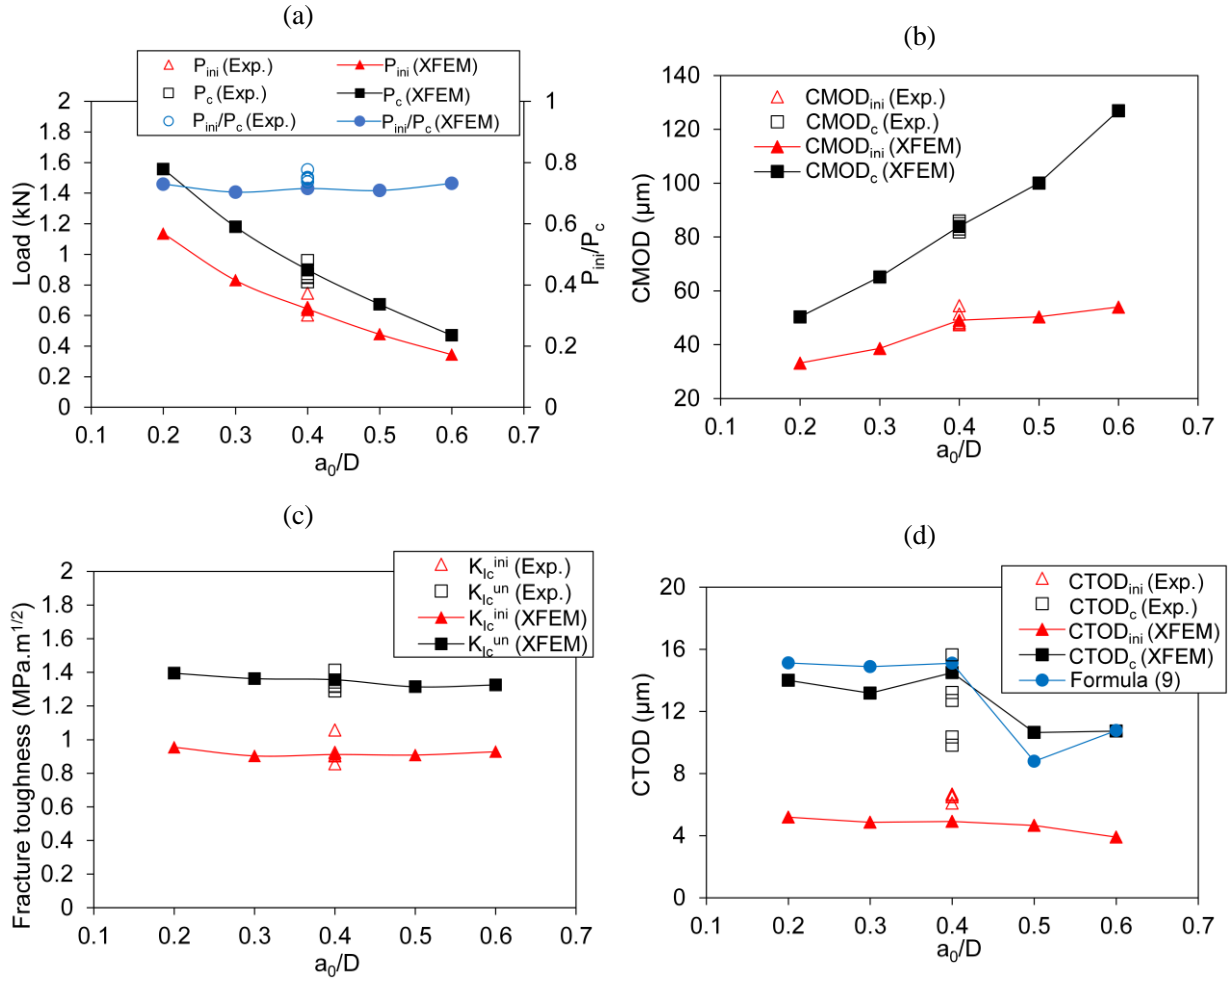 (a)
P_ini (Exp.) P_ini (XFEM)
P_c (Exp.) P_c (XFEM)
P_ini/P_c (Exp.) P_ini/P_c (XFEM)
2
1.8
1.6
1.4
1.2
1
0.8
0.6
0.4
0.2
0
Load (kN)
1
0.8
0.6
0.4
0.2
0
P_ini/P_c
0.1 0.2 0.3 0.4 0.5 0.6 0.7
a_0/D
(b)
CMOD_ini (Exp.)
CMOD_c (Exp.)
CMOD_ini (XFEM)
CMOD_c (XFEM)
140
120
100
80
60
40
20
CMOD (μm)
0.1 0.2 0.3 0.4 0.5 0.6 0.7
a_0/D
(c)
K_Ic^ini (Exp.)
K_Ic^un (Exp.)
K_Ic^ini (XFEM)
K_Ic^un (XFEM)
2
1.8
1.6
1.4
1.2
1
0.8
0.6
0.4
0.2
0
Fracture toughness (MPa.m^1/2)
0.1 0.2 0.3 0.4 0.5 0.6 0.7
a_0/D
(d)
CTOD_ini (Exp.)
CTOD_c (Exp.)
CTOD_ini (XFEM)
CTOD_c (XFEM)
Formula (9)
20
16
12
8
4
0
CTOD (μm)
0.1 0.2 0.3 0.4 0.5 0.6 0.7
a_0/D